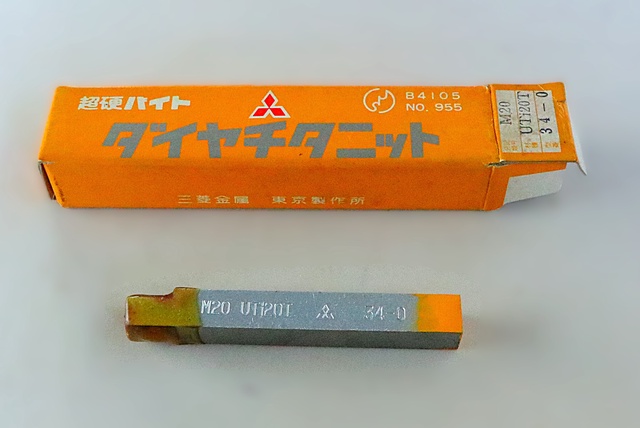 超硬バイト
B4105
NO. 955
ダイヤチタニット
三菱金属 東京製作所
M20
UTi20T
34-0
M20 UTi20T 34-0